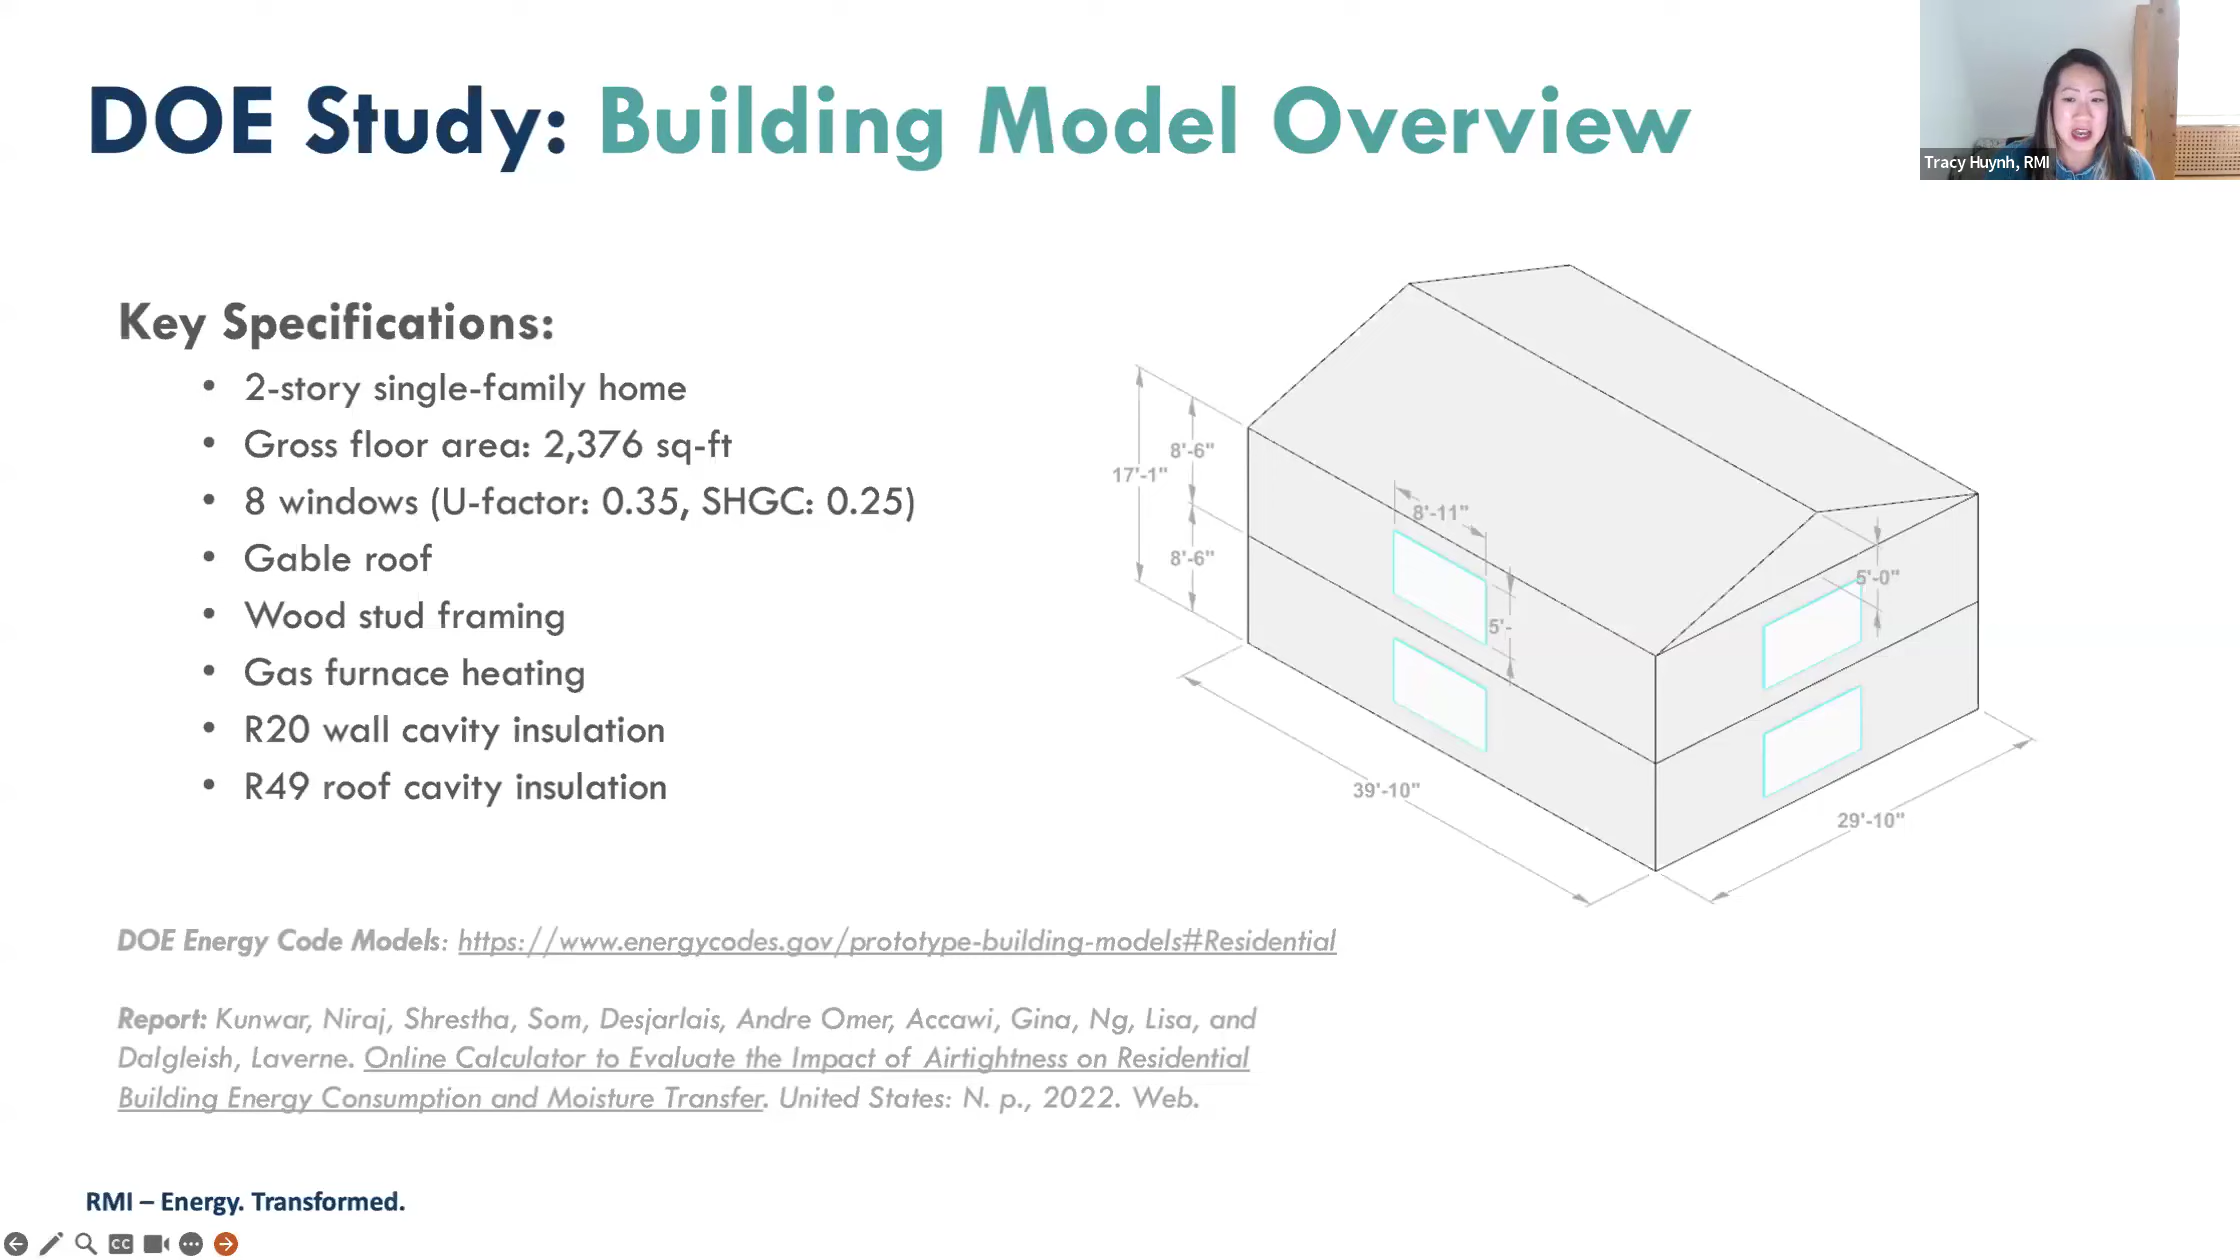 DOE Study: Building Model Overview
Tracy Huynh, RMI
Key Specifications:
• 2-story single-family home
• Gross floor area: 2,376 sq-ft
• 8 windows (U-factor: 0.35, SHGC: 0.25)
• Gable roof
• Wood stud framing
• Gas furnace heating
• R20 wall cavity insulation
• R49 roof cavity insulation
17'-1"
8'-6"
8'-6"
8'-11"
5'-
5'-0"
39'-10"
29'-10"
DOE Energy Code Models: https://www.energycodes.gov/prototype-building-models#Residential
Report: Kunwar, Niraj, Shrestha, Som, Desjarlais, Andre Omer, Accawi, Gina, Ng, Lisa, and
Dalgleish, Laverne. Online Calculator to Evaluate the Impact of Airtightness on Residential
Building Energy Consumption and Moisture Transfer. United States: N. p., 2022. Web.
RMI – Energy. Transformed.
CC